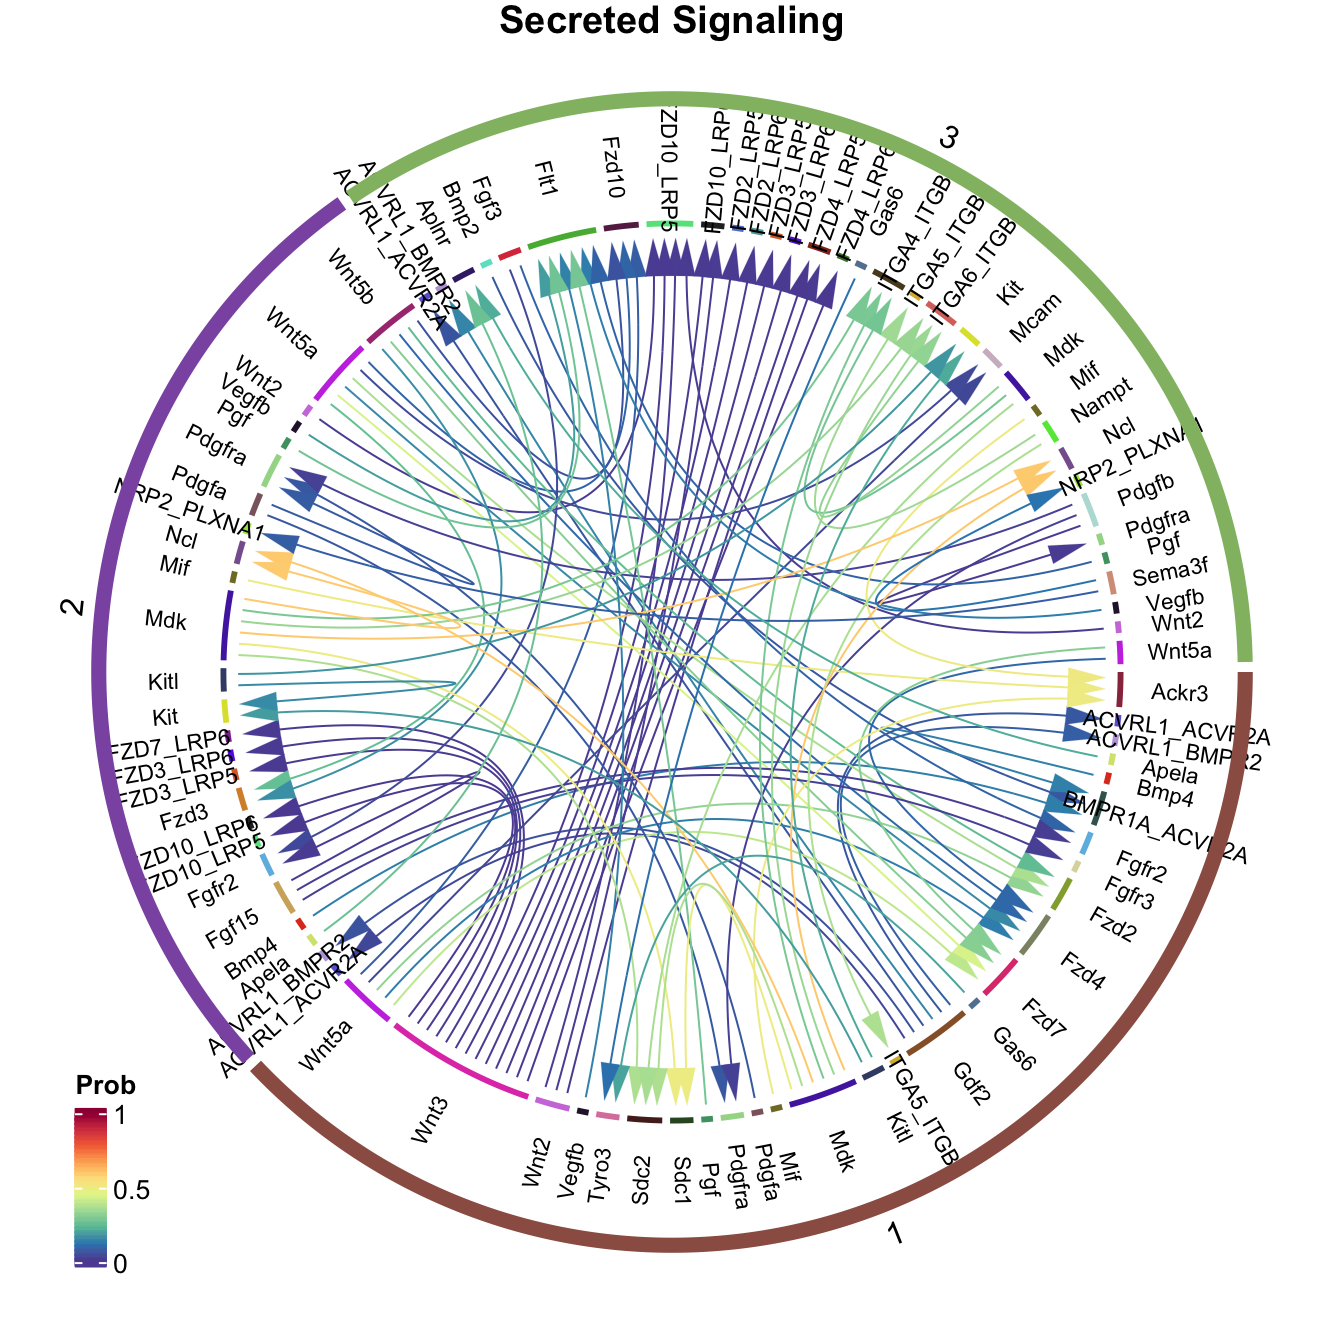 Secreted Signaling
3
ACVRL1_ACVR2A
ACVRL1_BMPR2
Aplnr
Bmp2
Fgf3
Flt1
Fzd10
FZD10_LRP5
FZD10_LRP6
FZD2_LRP5
FZD2_LRP6
FZD3_LRP5
FZD3_LRP6
FZD4_LRP5
FZD4_LRP6
Gas6
ITGA4_ITGB
ITGA5_ITGB
ITGA6_ITGB
Kit
Mcam
Mdk
Mif
Nampt
Ncl
NRP2_PLXNA1
Pdgfb
Pdgfra
Pgf
Sema3f
Vegfb
Wnt2
Wnt5a
1
Ackr3
ACVRL1_ACVR2A
ACVRL1_BMPR2
Apela
Bmp4
BMPR1A_ACVR2A
Fgfr2
Fgfr3
Fzd2
Fzd4
Fzd7
Gas6
Gdf2
ITGA5_ITGB
Kitl
Mdk
Mif
Pdgfa
Pdgfra
Pgf
Sdc1
Sdc2
Tyro3
Vegfb
Wnt2
Wnt3
Wnt5a
2
ACVRL1_ACVR2A
ACVRL1_BMPR2
Apela
Bmp4
Fgf15
Fgfr2
ZD10_LRP5
ZD10_LRP6
Fzd3
FZD3_LRP5
FZD3_LRP6
FZD7_LRP6
Kit
Kitl
Mdk
Mif
Ncl
NRP2_PLXNA1
Pdgfa
Pdgfra
Pgf
Vegfb
Wnt2
Wnt5a
Wnt5b
Prob
1
0.5
0